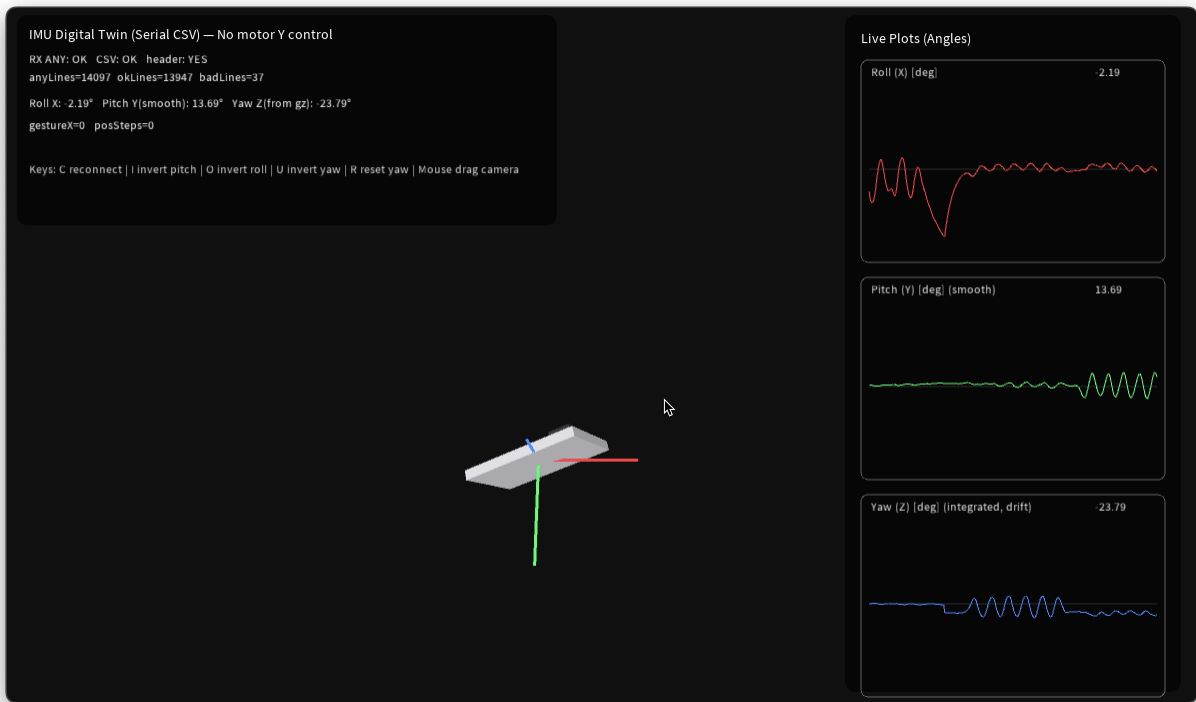 IMU Digital Twin (Serial CSV) — No motor Y control
RX ANY: OK   CSV: OK   header: YES
anyLines=14097  okLines=13947  badLines=37
Roll X: -2.19°   Pitch Y(smooth): 13.69°   Yaw Z(from gz): -23.79°
gestureX=0   posSteps=0
Keys: C reconnect | I invert pitch | O invert roll | U invert yaw | R reset yaw | Mouse drag camera
Live Plots (Angles)
Roll (X) [deg]   -2.19
Pitch (Y) [deg] (smooth)   13.69
Yaw (Z) [deg] (integrated, drift)   -23.79